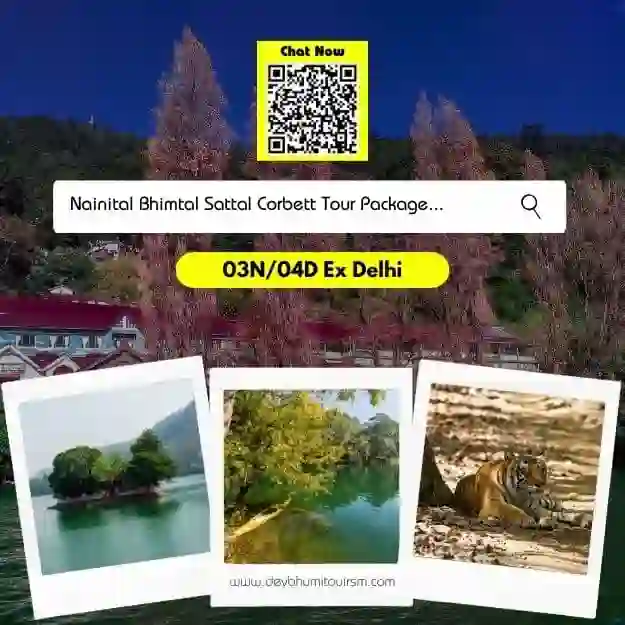 Chat Now
Nainital Bhimtal Sattal Corbett Tour Package...
03N/04D Ex Delhi
www.devbhumitourism.com